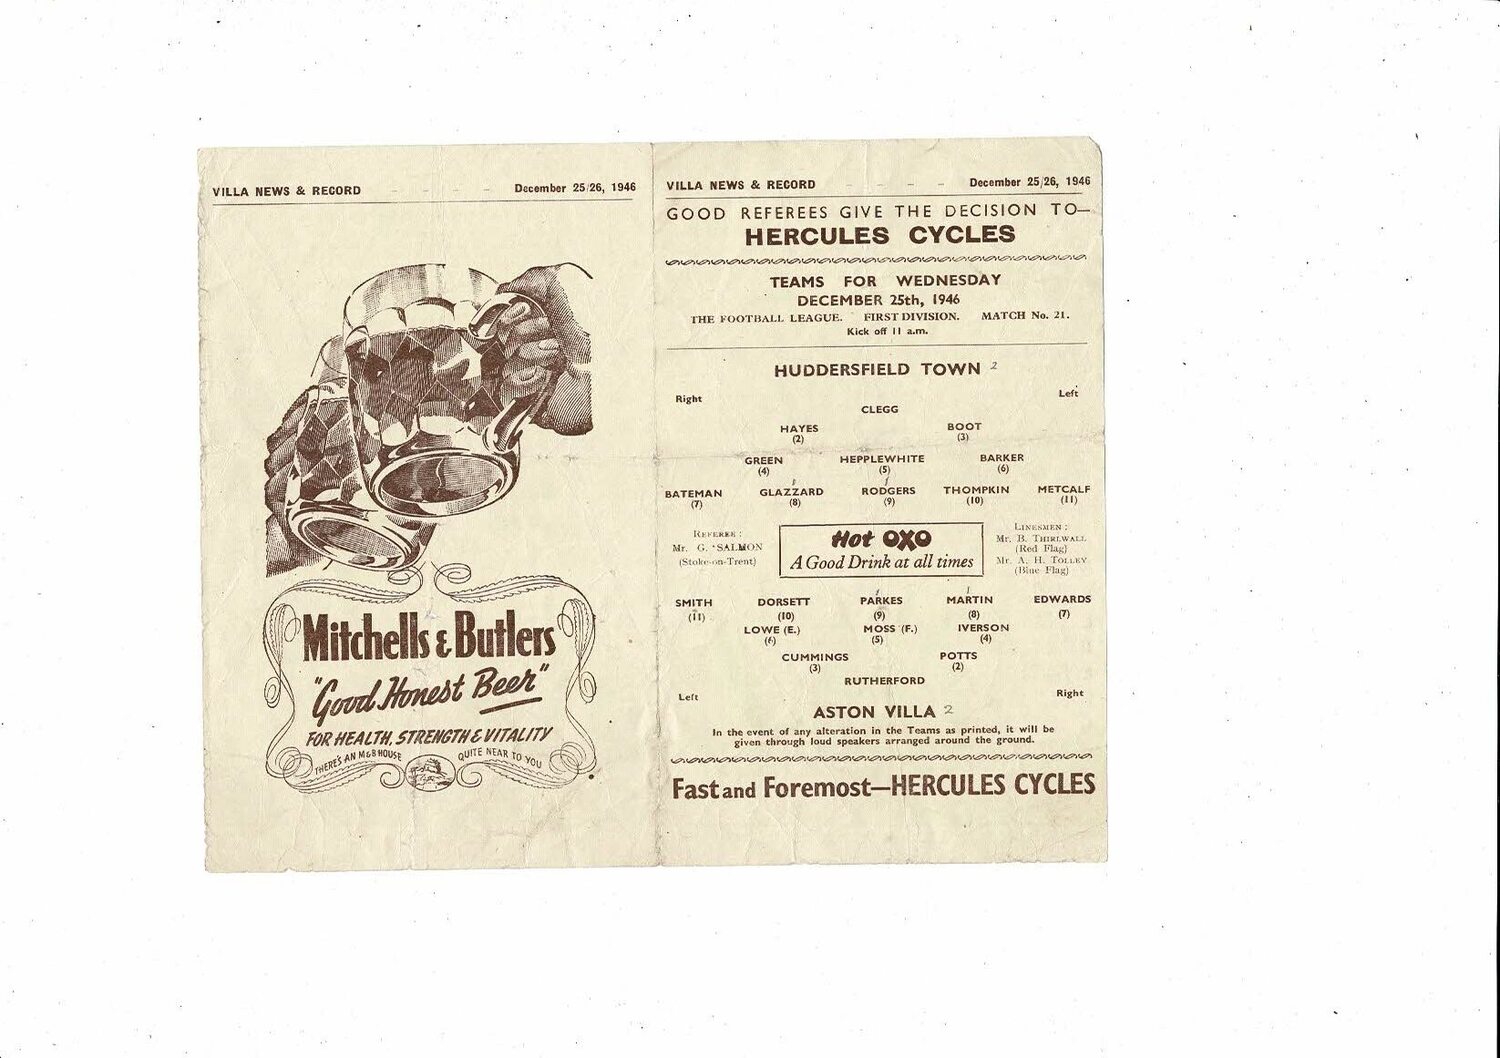 VILLA NEWS & RECORD - - - - December 25/26, 1946
Mitchells & Butlers
"Good Honest Beer"
FOR HEALTH, STRENGTH & VITALITY
THERE'S AN M&B HOUSE QUITE NEAR TO YOU
VILLA NEWS & RECORD - - - - December 25/26, 1946
GOOD REFEREES GIVE THE DECISION TO—
HERCULES CYCLES
TEAMS FOR WEDNESDAY
DECEMBER 25th, 1946
THE FOOTBALL LEAGUE. FIRST DIVISION. MATCH No. 21.
Kick off 11 a.m.
HUDDERSFIELD TOWN 2
Right Left
CLEGG
HAYES BOOT
(2) (3)
GREEN HEPPLEWHITE BARKER
(4) (5) (6)
BATEMAN GLAZZARD RODGERS THOMPKIN METCALF
(7) (8) (9) (10) (11)
REFEREE :
Mr. G. SALMON
(Stoke-on-Trent)
Hot OXO
A Good Drink at all times
LINESMEN :
Mr. B. THIRLWALL
(Red Flag)
Mr. A. H. TOLLEY
(Blue Flag)
SMITH DORSETT PARKES MARTIN EDWARDS
(11) (10) (9) (8) (7)
LOWE (E.) MOSS (F.) IVERSON
(6) (5) (4)
CUMMINGS POTTS
(3) (2)
RUTHERFORD
Left Right
ASTON VILLA 2
In the event of any alteration in the Teams as printed, it will be
given through loud speakers arranged around the ground.
Fast and Foremost—HERCULES CYCLES